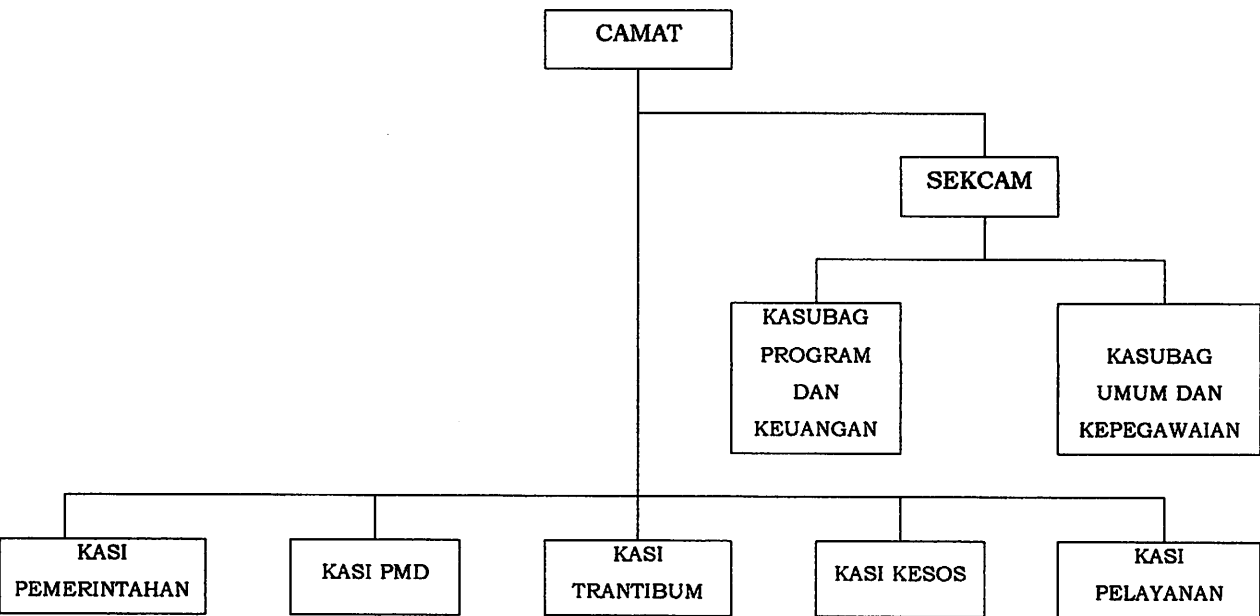 CAMAT
SEKCAM
KASUBAG
PROGRAM
DAN
KEUANGAN
KASUBAG
UMUM DAN
KEPEGAWAIAN
KASI
PEMERINTAHAN
KASI PMD
KASI
TRANTIBUM
KASI KESOS
KASI
PELAYANAN